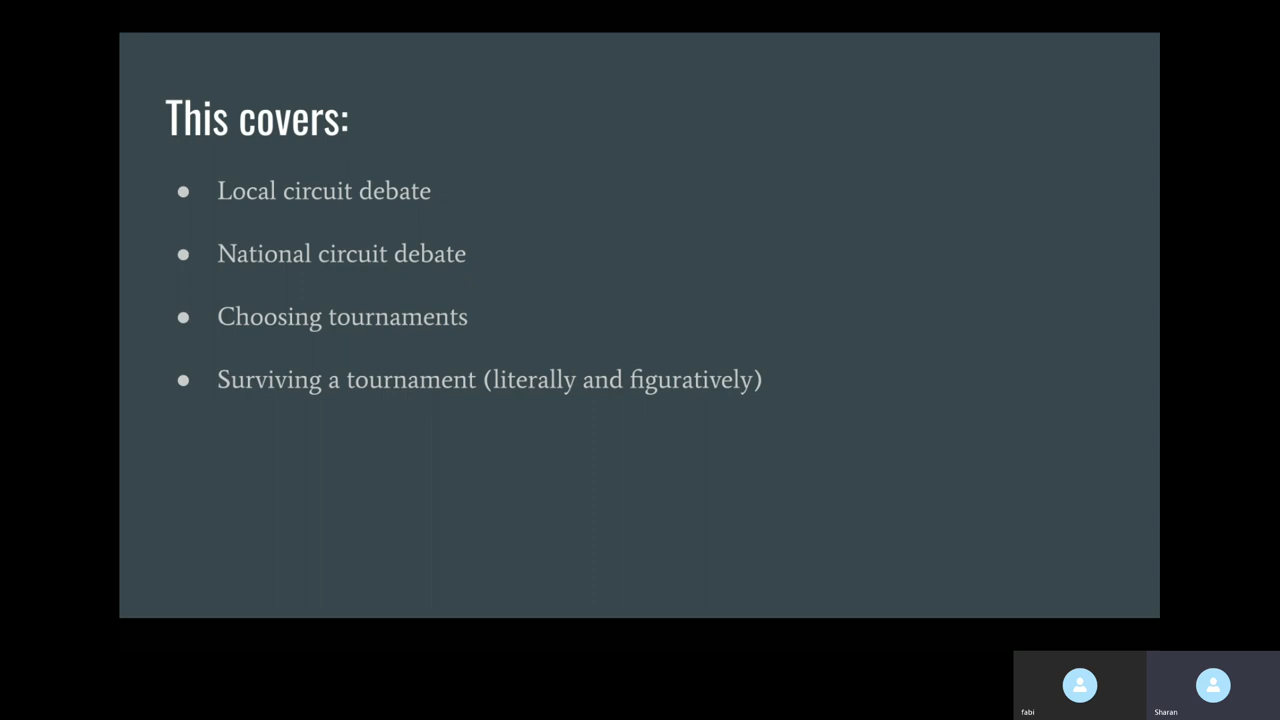 This covers:
● Local circuit debate
● National circuit debate
● Choosing tournaments
● Surviving a tournament (literally and figuratively)
fabi
Sharan